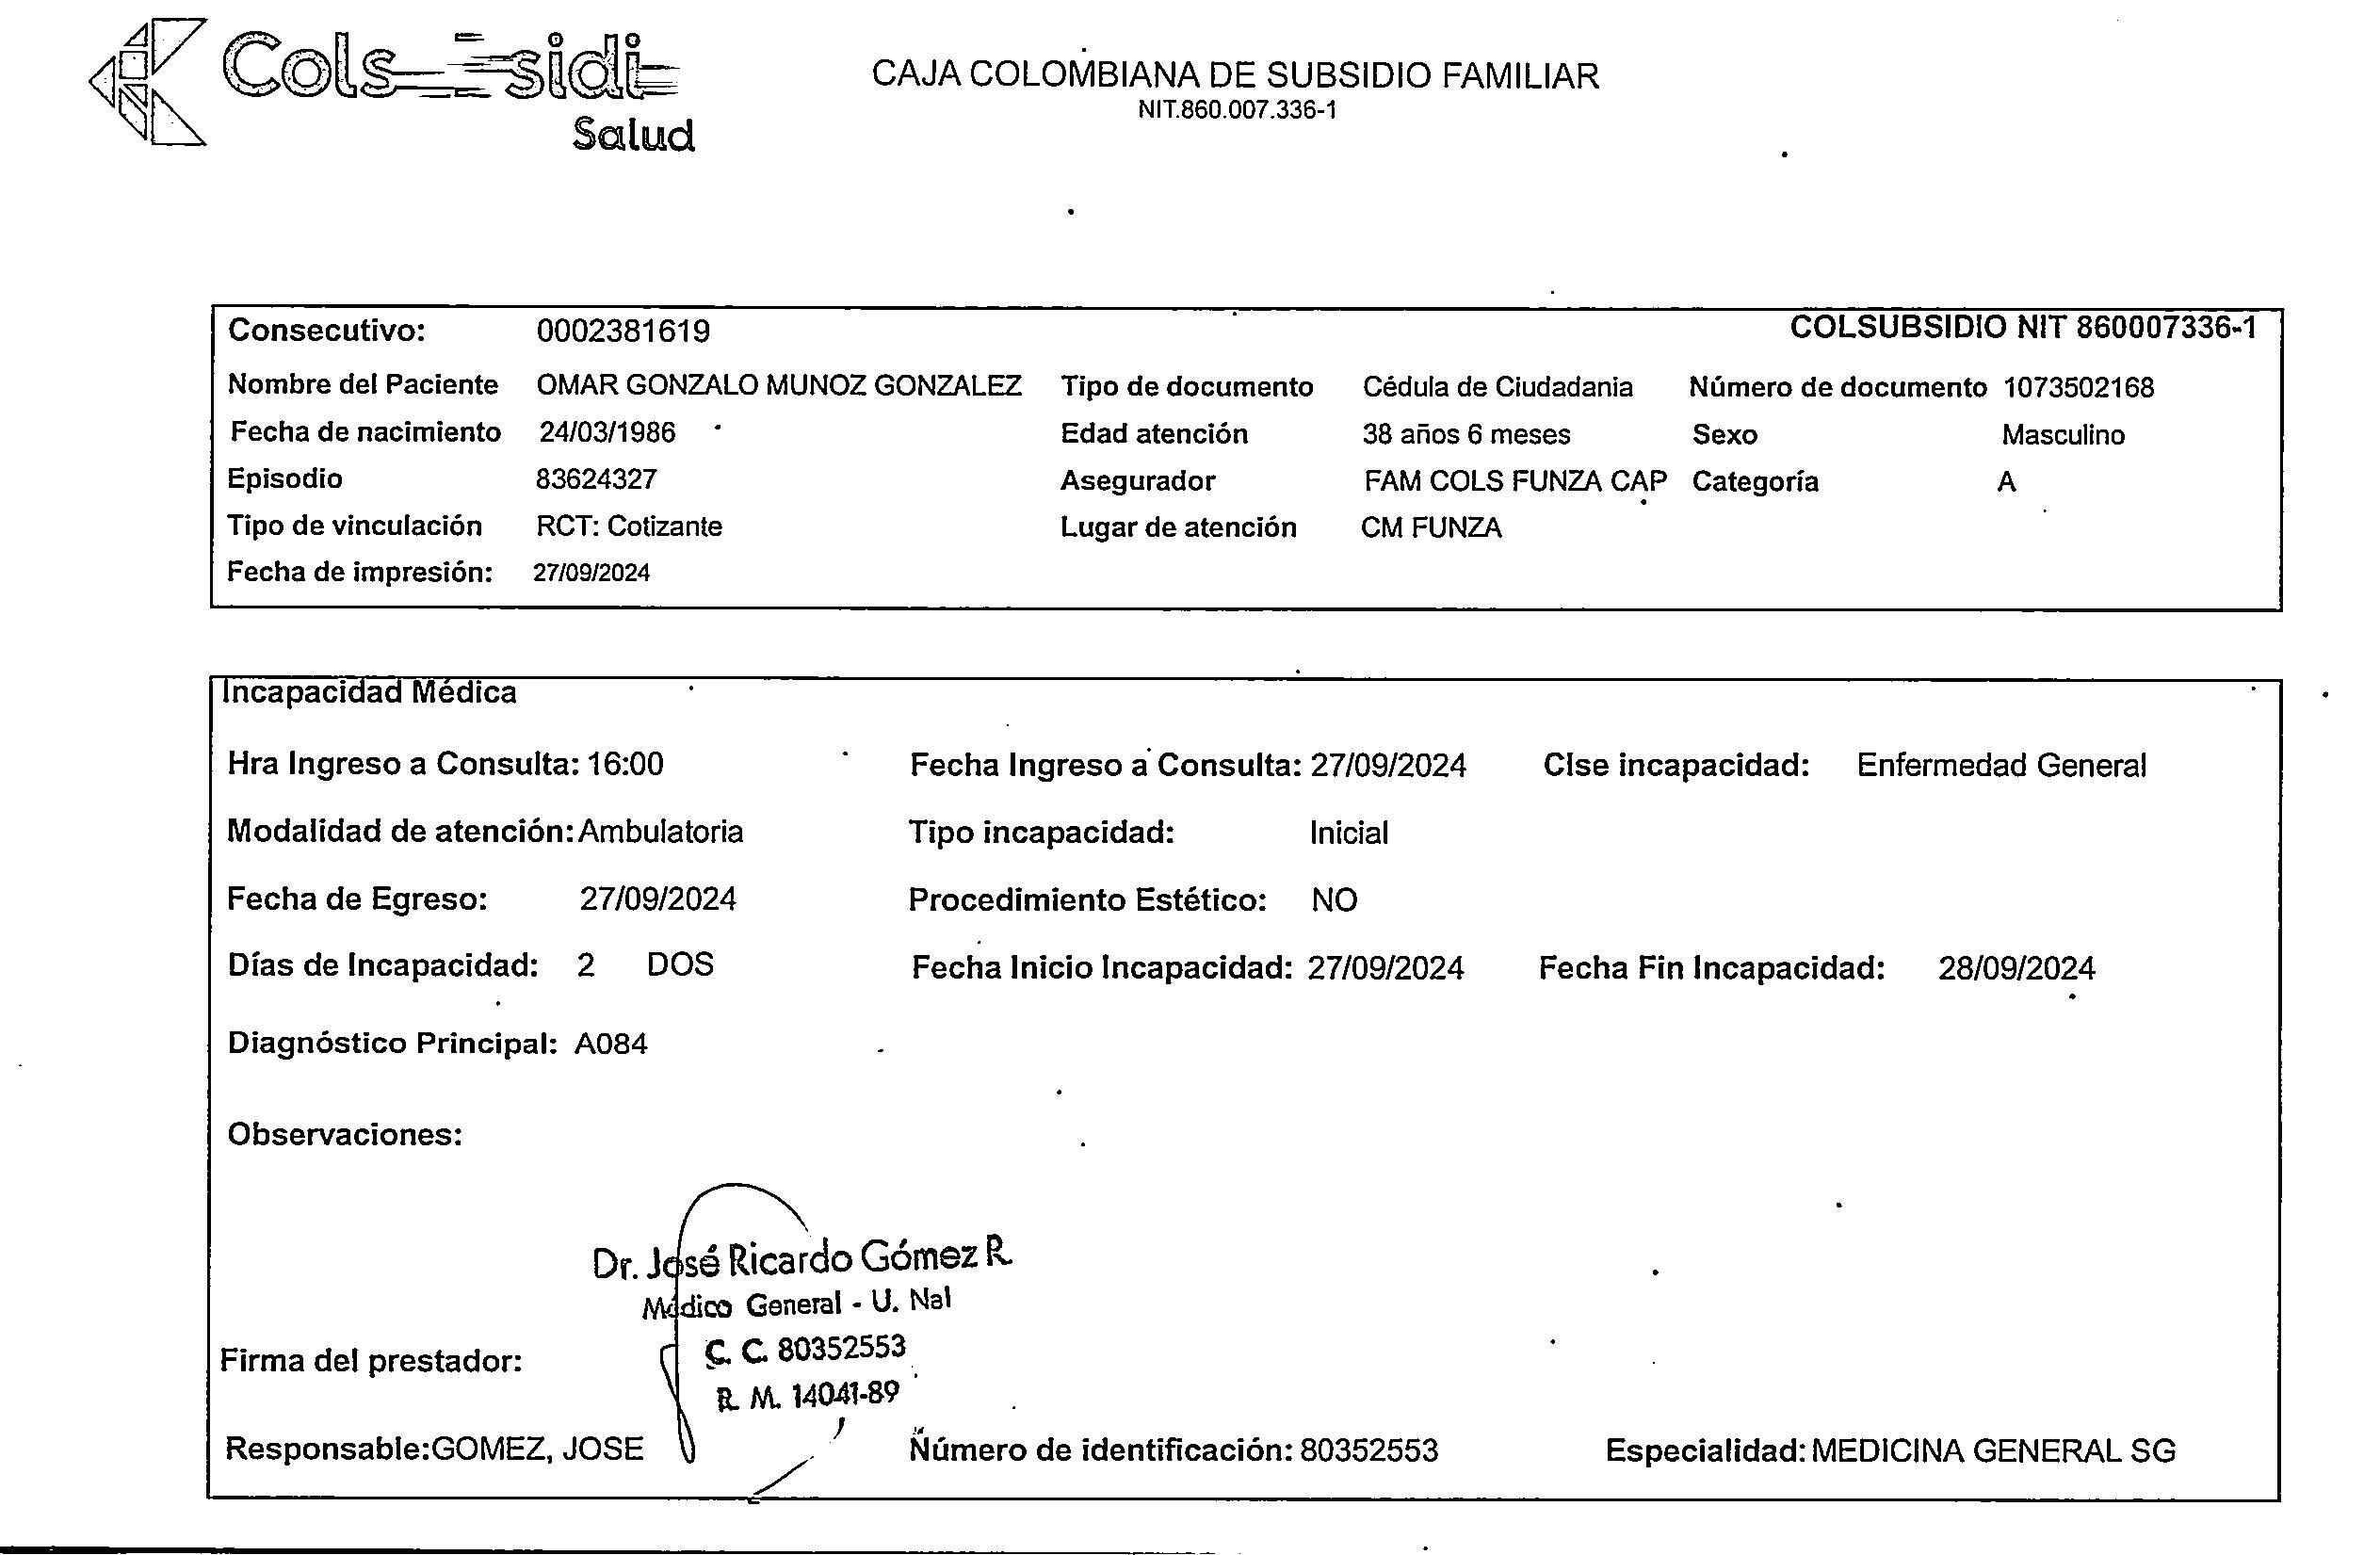 Salud
CAJA COLOMBIANA DE SUBSIDIO FAMILIAR
NIT.860.007.336-1
Consecutivo: 0002381619 COLSUBSIDIO NIT 860007336-1
Nombre del Paciente OMAR GONZALO MUNOZ GONZALEZ Tipo de documento Cédula de Ciudadania Número de documento 1073502168
Fecha de nacimiento 24/03/1986 Edad atención 38 años 6 meses Sexo Masculino
Episodio 83624327 Asegurador FAM COLS FUNZA CAP Categoría A
Tipo de vinculación RCT: Cotizante Lugar de atención CM FUNZA
Fecha de impresión: 27/09/2024
Incapacidad Médica
Hra Ingreso a Consulta: 16:00 Fecha Ingreso a Consulta: 27/09/2024 Clse incapacidad: Enfermedad General
Modalidad de atención: Ambulatoria Tipo incapacidad: Inicial
Fecha de Egreso: 27/09/2024 Procedimiento Estético: NO
Días de Incapacidad: 2 DOS Fecha Inicio Incapacidad: 27/09/2024 Fecha Fin Incapacidad: 28/09/2024
Diagnóstico Principal: A084
Observaciones:
Dr. José Ricardo Gómez R.
Médico General - U. Nal
C. C. 80352553
Firma del prestador:
R. M. 14041-89
Responsable:GOMEZ, JOSE Número de identificación: 80352553 Especialidad: MEDICINA GENERAL SG